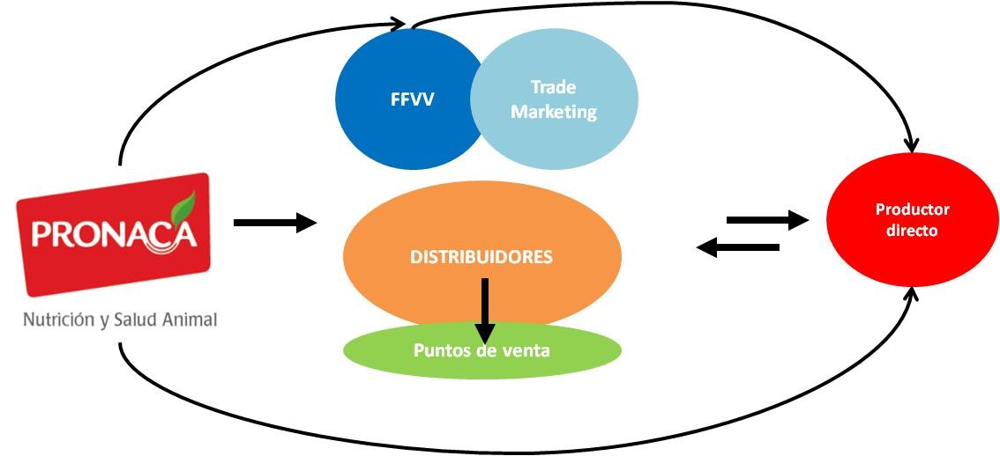 FFVV
Trade
Marketing
PRONACA
Nutrición y Salud Animal
DISTRIBUIDORES
Puntos de venta
Productor
directo